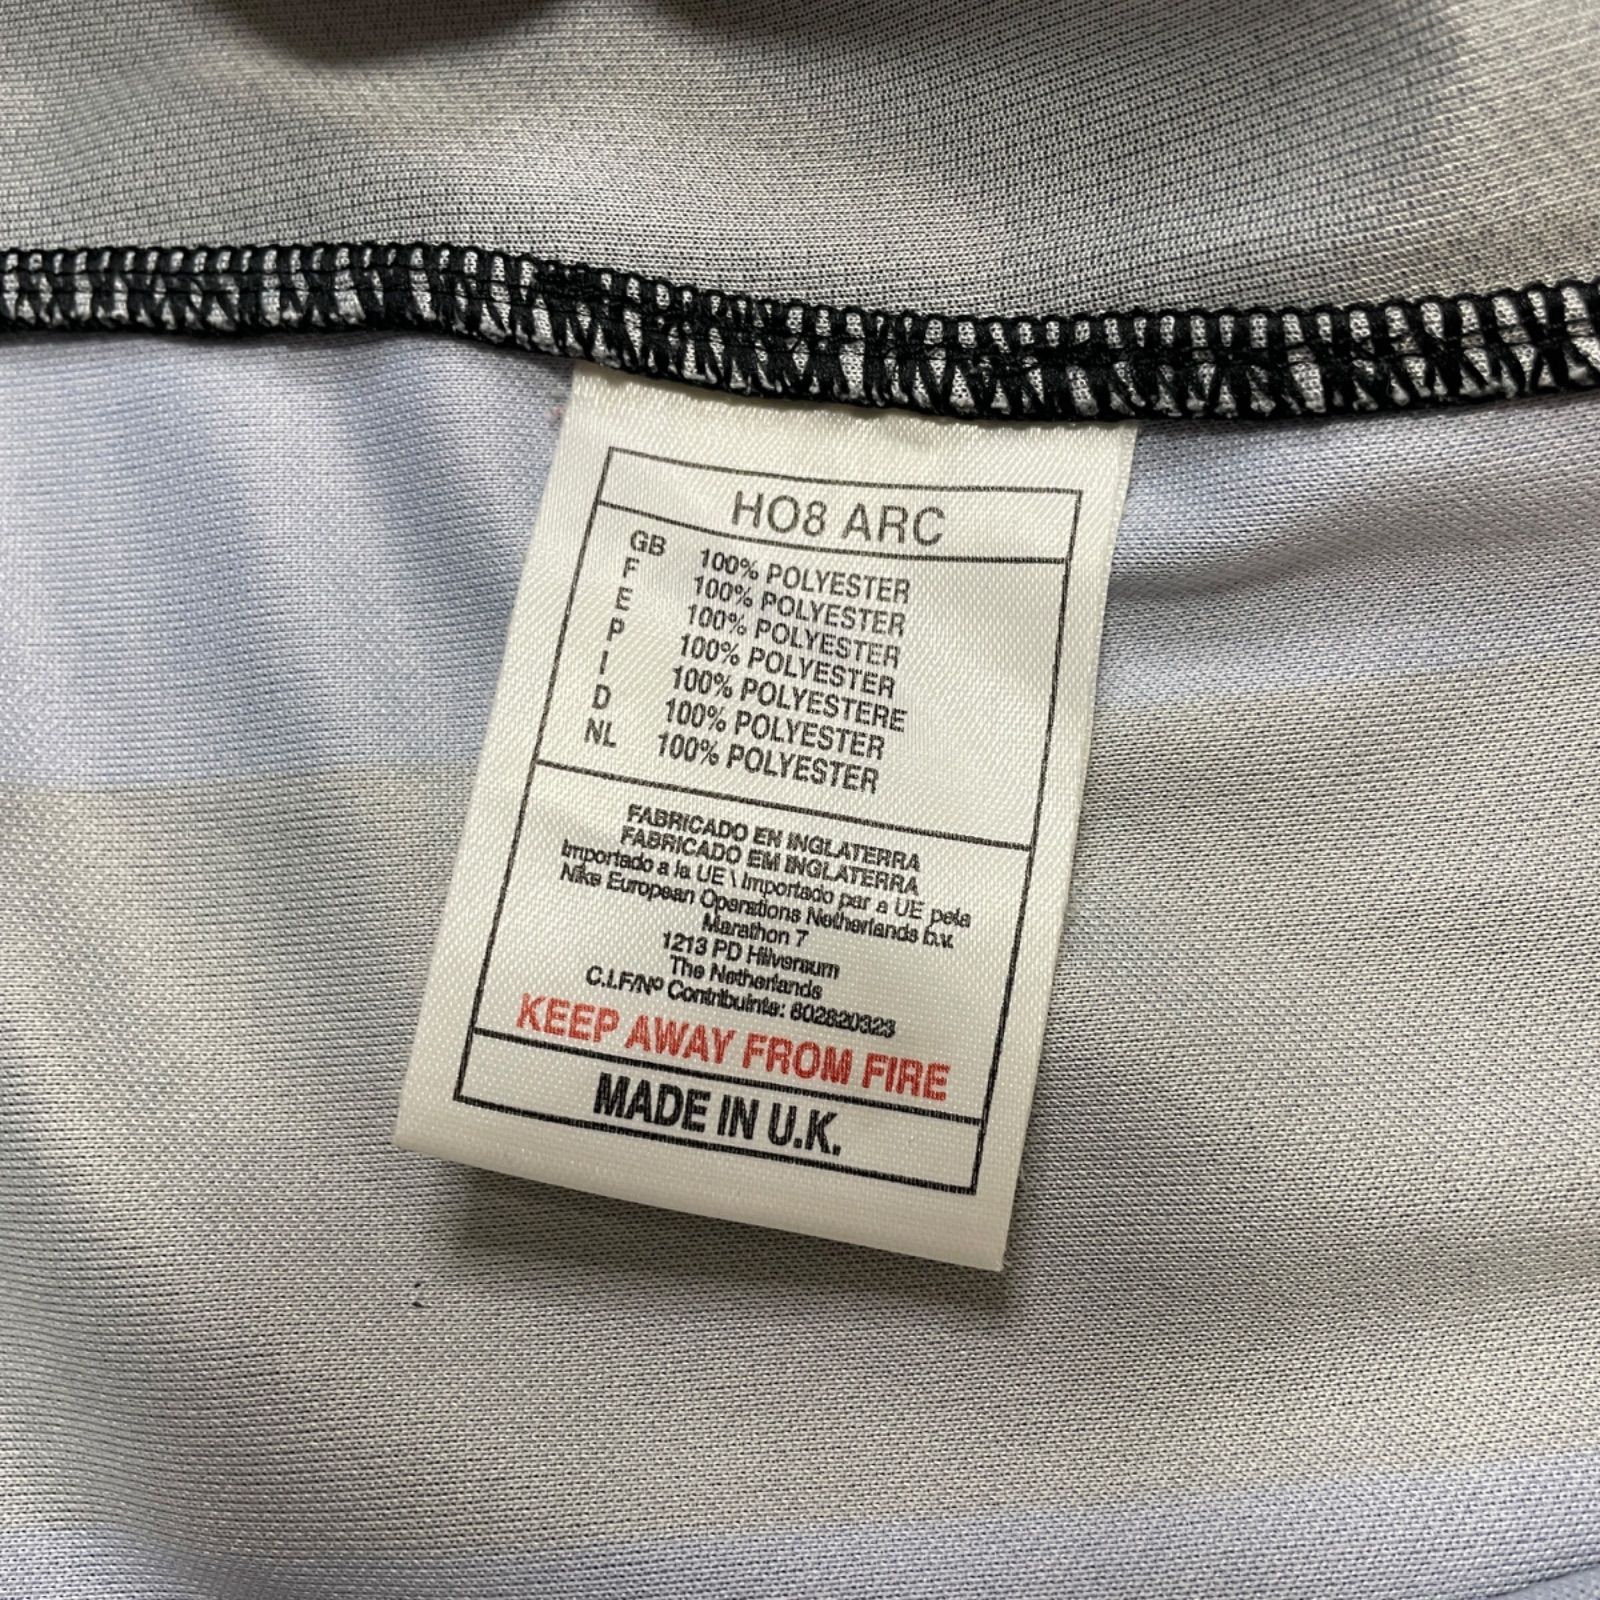 HO8 ARC
GB 100% POLYESTER
F 100% POLYESTER
E 100% POLYESTER
P 100% POLYESTER
I 100% POLYESTERE
D 100% POLYESTER
NL 100% POLYESTER
FABRICADO EN INGLATERRA
FABRICADO EM INGLATERRA
Importado a la UE \ Importado par a UE pela
Nike European Operations Netherlands b.v.
Marathon 7
1213 PD Hilversum
The Netherlands
C.I.F/Nº Contribuinte: 802820323
KEEP AWAY FROM FIRE
MADE IN U.K.